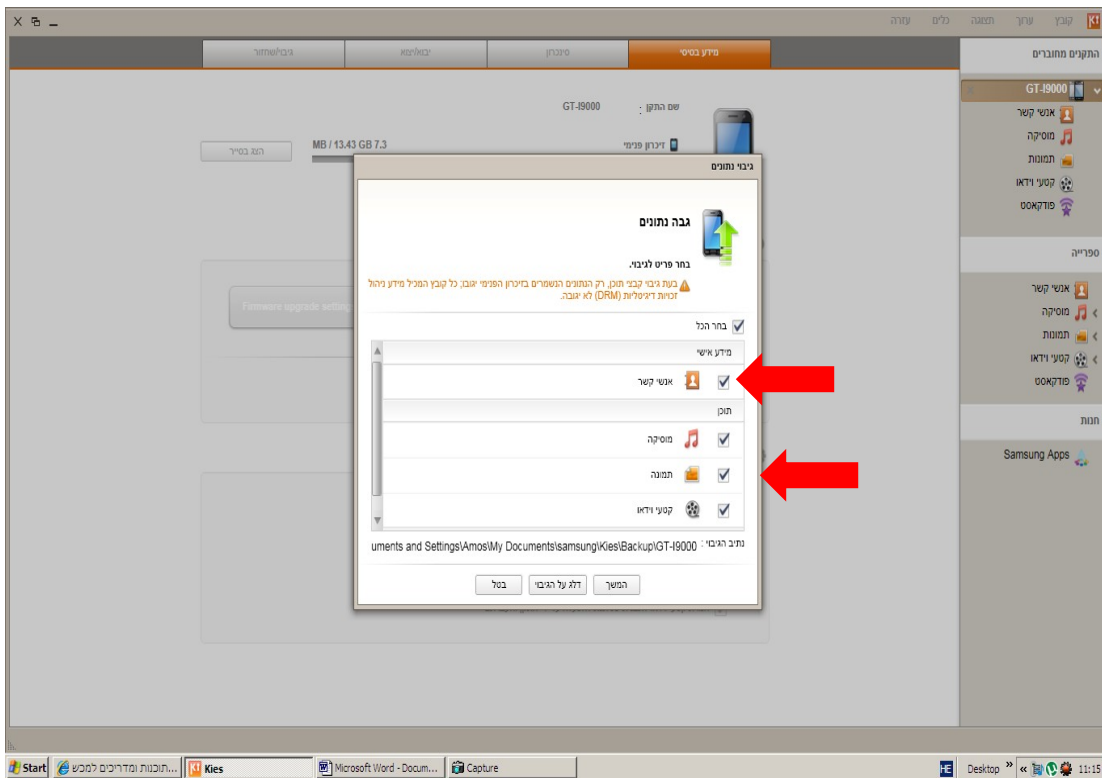 קובץ
ערוך
תצוגה
כלים
עזרה
מידע בסיסי
סינכרון
יבוא/יצוא
גיבוי/שחזור
התקנים מחוברים
GT-I9000
אנשי קשר
מוסיקה
תמונות
קטעי וידאו
פודקאסט
ספרייה
אנשי קשר
מוסיקה
תמונות
קטעי וידאו
פודקאסט
חנות
Samsung Apps
שם התקן : GT-I9000
זיכרון פנימי
MB / 13.43 GB 7.3
הצג בסייר
Firmware upgrade
גיבוי נתונים
גבה נתונים
בחר פריט לגיבוי.
בעת גיבוי קבצי תוכן, רק הנתונים הנשמרים בזיכרון הפנימי יגובו; כל קובץ המכיל מידע ניהול
זכויות דיגיטליות (DRM) לא יגובה.
בחר הכל
מידע אישי
אנשי קשר
תוכן
מוסיקה
תמונה
קטעי וידאו
נתיב הגיבוי : uments and Settings\Amos\My Documents\samsung\Kies\Backup\GT-I9000
המשך
דלג על הגיבוי
בטל
Start
תוכנות ומדריכים למכש...
Kies
Microsoft Word - Docum...
Capture
HE
Desktop
11:15